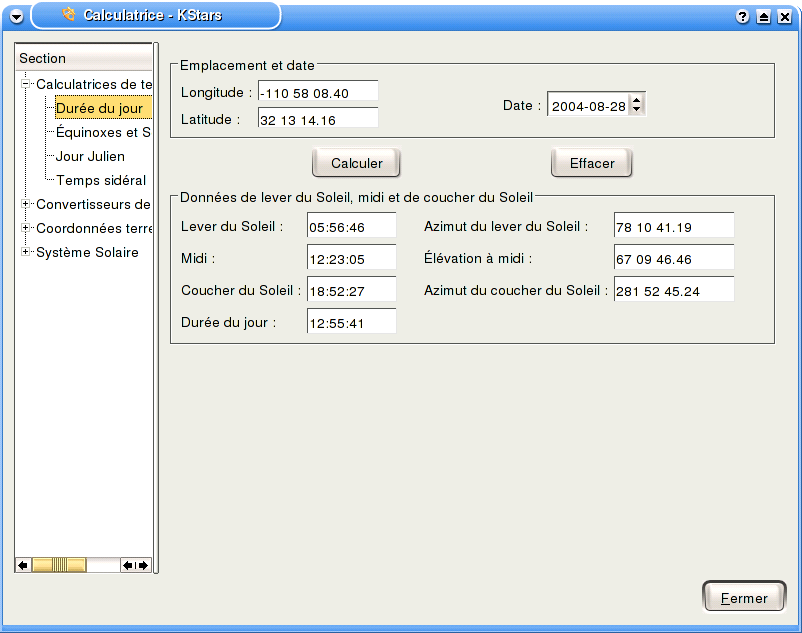 Calculatrice - KStars
Section
Calculatrices de te
Durée du jour
Équinoxes et S
Jour Julien
Temps sidéral
Convertisseurs de
Coordonnées terre
Système Solaire
Emplacement et date
Longitude : -110 58 08.40
Latitude : 32 13 14.16
Date : 2004-08-28
Calculer Effacer
Données de lever du Soleil, midi et de coucher du Soleil
Lever du Soleil : 05:56:46 Azimut du lever du Soleil : 78 10 41.19
Midi : 12:23:05 Élévation à midi : 67 09 46.46
Coucher du Soleil : 18:52:27 Azimut du coucher du Soleil : 281 52 45.24
Durée du jour : 12:55:41
Fermer